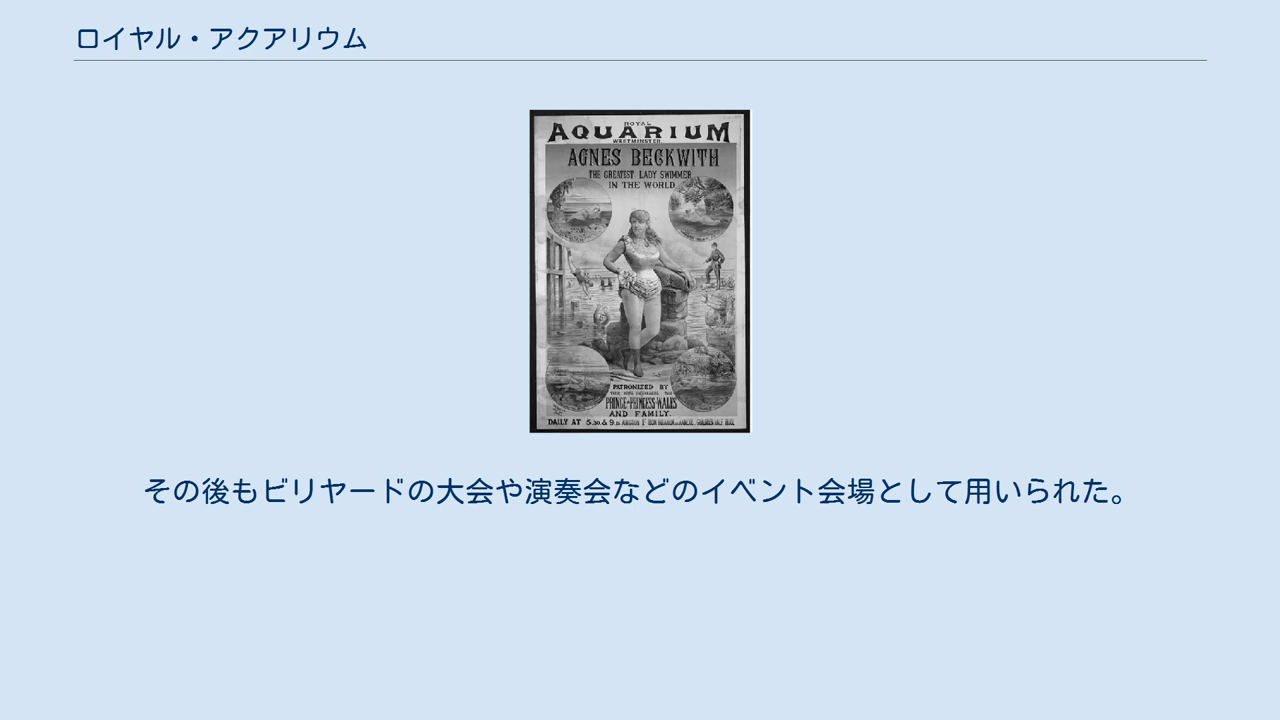 ロイヤル・アクアリウム
ROYAL
AQUARIUM
WESTMINSTER
AGNES BECKWITH
THE GREATEST LADY SWIMMER
IN THE WORLD
PATRONIZED BY
PRINCE & PRINCESS OF WALES
AND FAMILY.
DAILY AT 5.30 & 9.
その後もビリヤードの大会や演奏会などのイベント会場として用いられた。